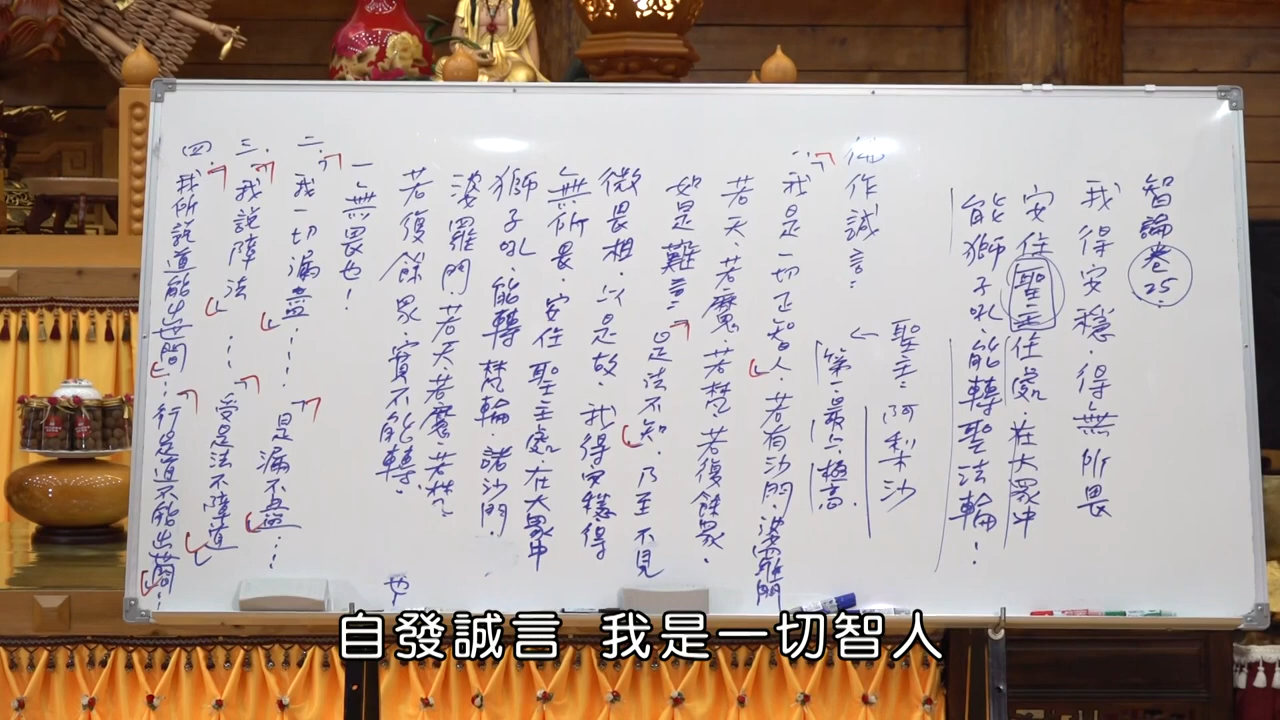 智論卷25.
我得安穩.得無所畏
安住聖主住處.在大眾中
能獅子吼.能轉聖法輪!
聖主:阿梨沙
←第一最上極高.
佛作誠言:
一.「我是一切正智人.」若有沙門.婆羅門
若天.若魔.若梵.若復餘眾.
如是難言:「是法不知.」乃至不見
微畏相.以是故.我得安穩.得
無所畏.安住聖主處.在大眾中
獅子吼.能轉梵輪.諸沙門.
婆羅門.若天.若魔.若梵.
若復餘眾.實不能轉.
一無畏也!
二.「我一切漏盡」…!「是漏不盡」…
三.「我說障法」…「受是法不障道」
四.「我所說道能出世間」…「行是道不能出世間」!
自發誠言 我是一切智人